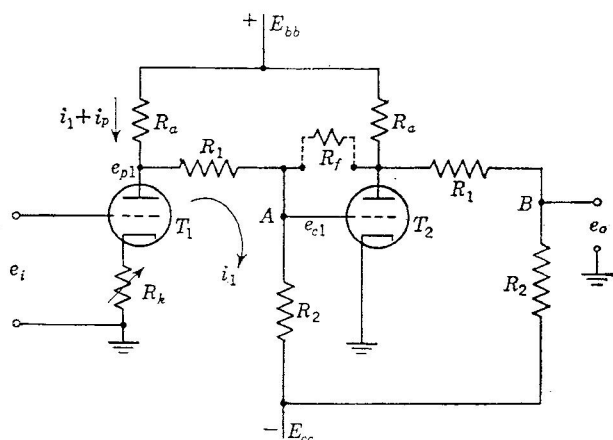 + E_bb
i_1 + i_p
R_a
R_a
R_1
R_f
e_p1
R_1
A
e_c1
B
T_1
T_2
e_o
e_i
i_1
R_k
R_2
R_2
- E_cc